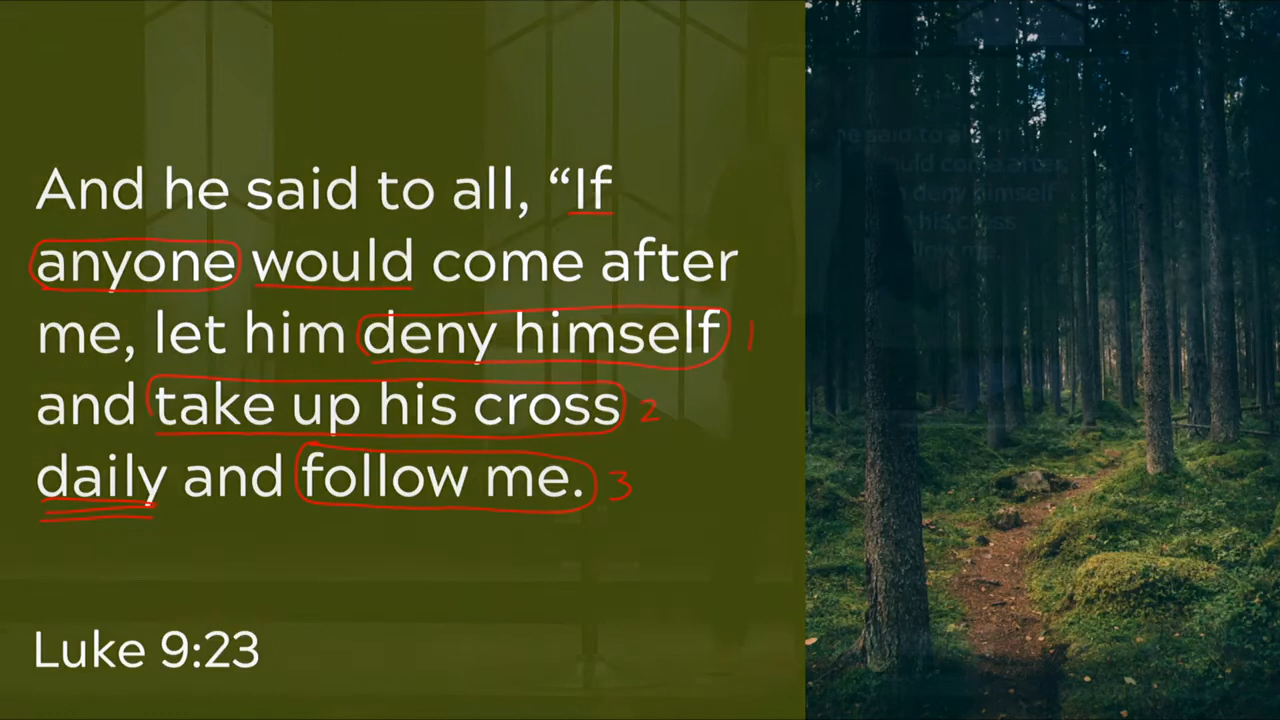 And he said to all, “If
anyone would come after
me, let him deny himself 1
and take up his cross 2
daily and follow me. 3
Luke 9:23